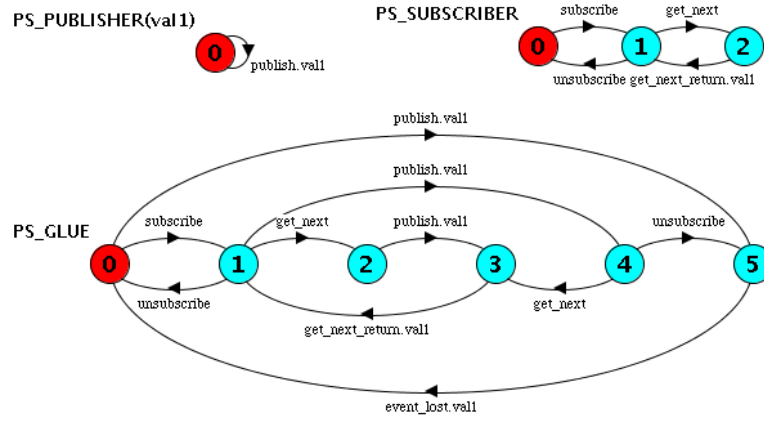 PS_PUBLISHER(val1)
0
publish.val1
PS_SUBSCRIBER
subscribe
get_next
0
1
2
unsubscribe
get_next_return.val1
publish.val1
publish.val1
PS_GLUE
subscribe
get_next
publish.val1
unsubscribe
0
1
2
3
4
5
unsubscribe
get_next_return.val1
get_next
event_lost.val1